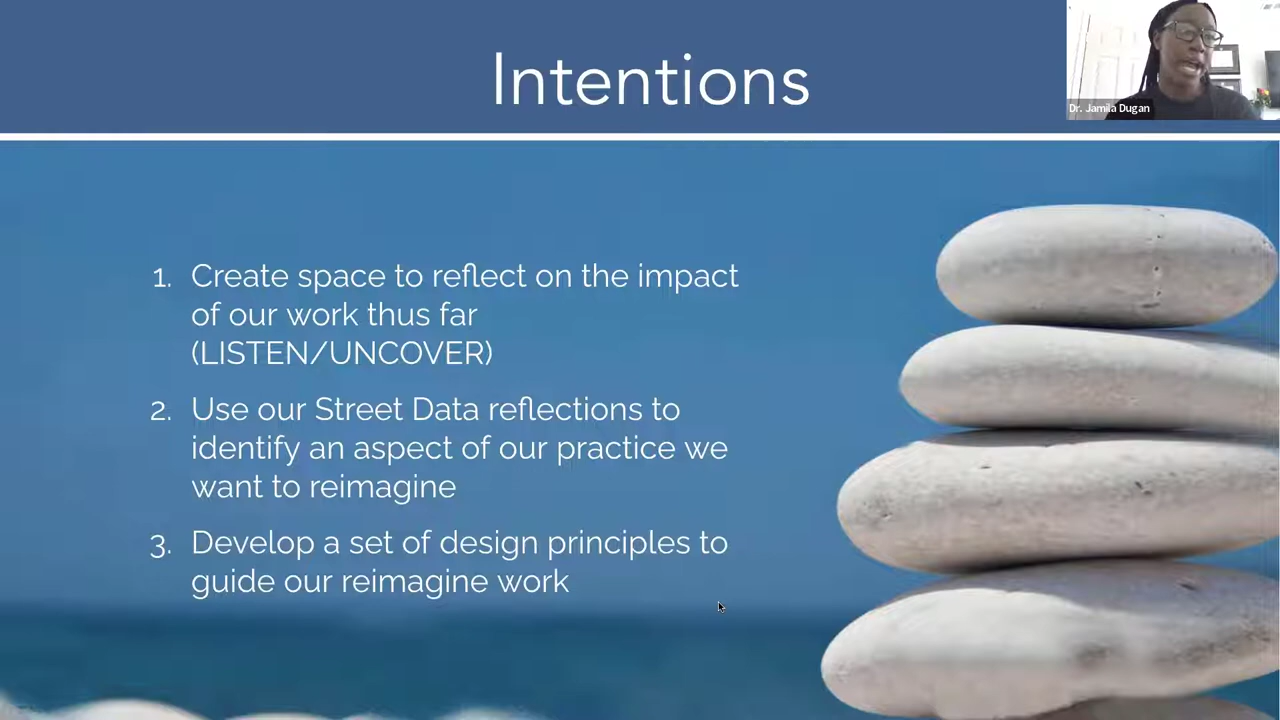 Intentions
Dr. Jamila Dugan
1. Create space to reflect on the impact
of our work thus far
(LISTEN/UNCOVER)
2. Use our Street Data reflections to
identify an aspect of our practice we
want to reimagine
3. Develop a set of design principles to
guide our reimagine work